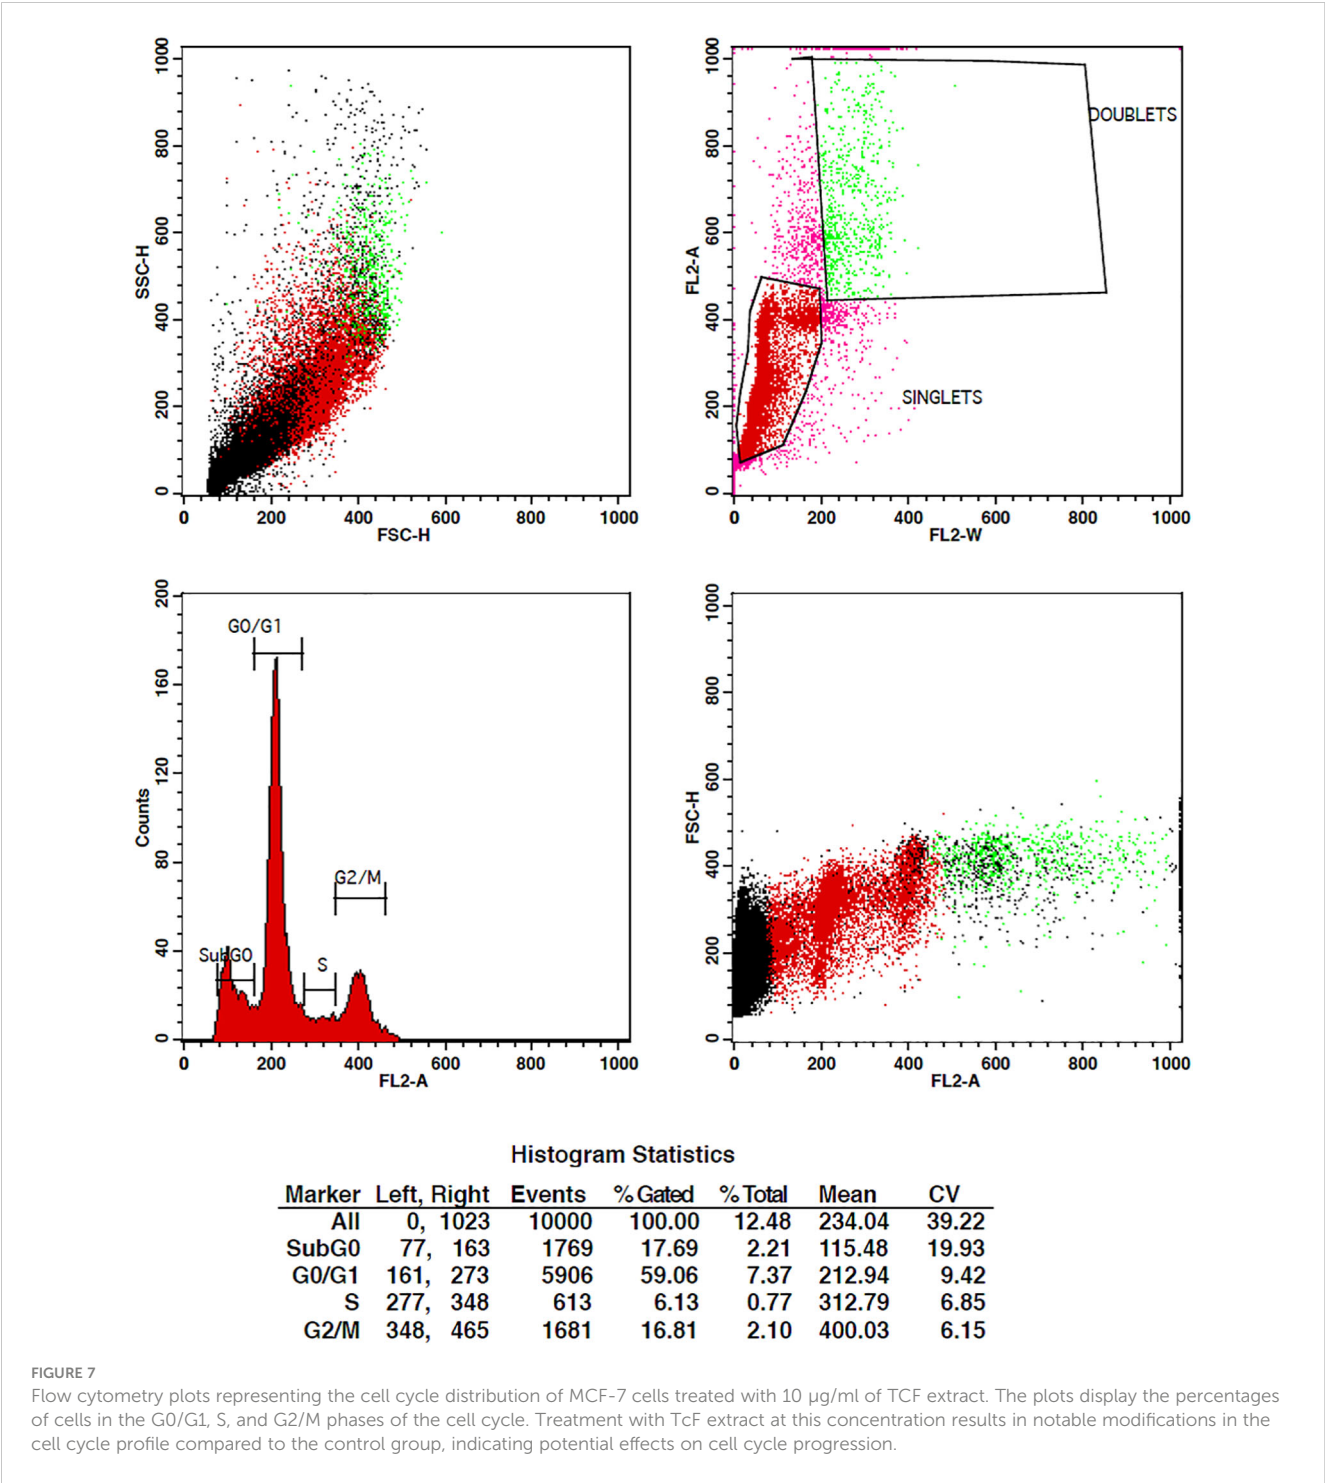 1000
800
600
400
200
0
SSC-H
0 200 400 600 800 1000
FSC-H
1000
800
600
400
200
0
FL2-A
DOUBLETS
SINGLETS
0 200 400 600 800 1000
FL2-W
200
160
120
80
40
0
Counts
G0/G1
G2/M
SubG0
S
0 200 400 600 800 1000
FL2-A
1000
800
600
400
200
0
FSC-H
0 200 400 600 800 1000
FL2-A
Histogram Statistics
Marker Left, Right Events % Gated % Total Mean CV
All 0, 1023 10000 100.00 12.48 234.04 39.22
SubG0 77, 163 1769 17.69 2.21 115.48 19.93
G0/G1 161, 273 5906 59.06 7.37 212.94 9.42
S 277, 348 613 6.13 0.77 312.79 6.85
G2/M 348, 465 1681 16.81 2.10 400.03 6.15
FIGURE 7
Flow cytometry plots representing the cell cycle distribution of MCF-7 cells treated with 10 µg/ml of TCF extract. The plots display the percentages
of cells in the G0/G1, S, and G2/M phases of the cell cycle. Treatment with TcF extract at this concentration results in notable modifications in the
cell cycle profile compared to the control group, indicating potential effects on cell cycle progression.